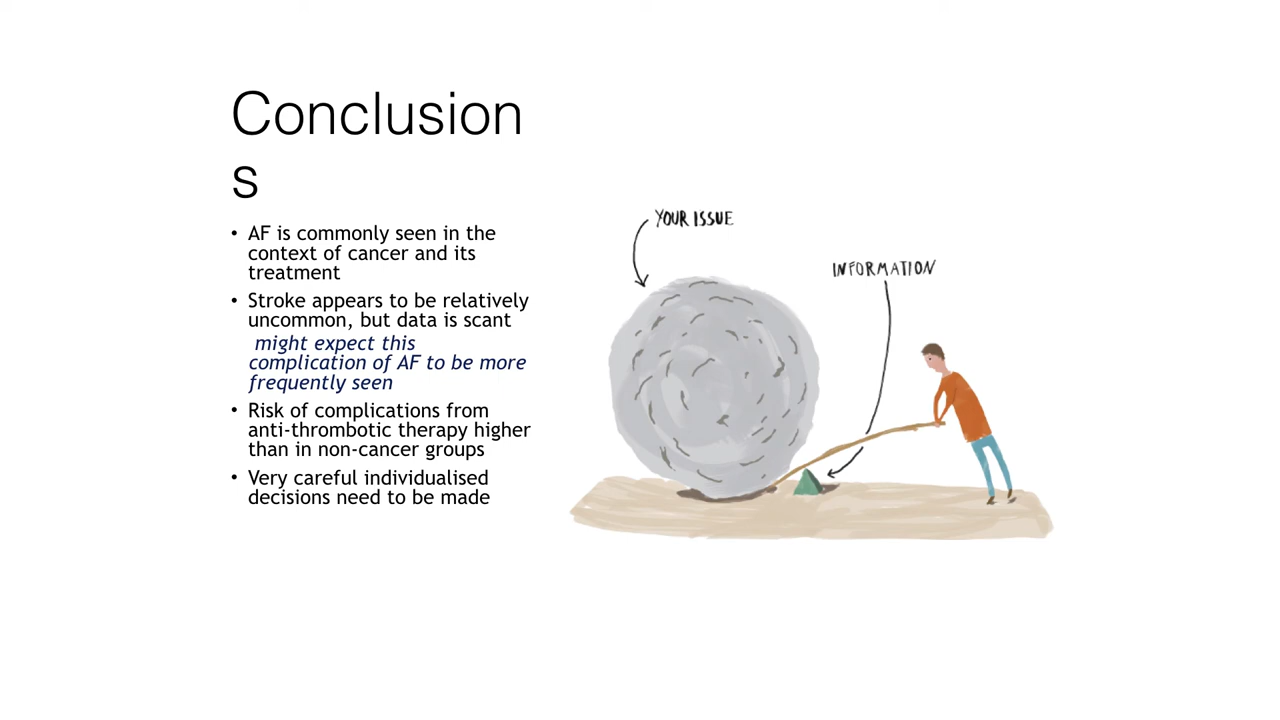 Conclusion
s
• AF is commonly seen in the
context of cancer and its
treatment
• Stroke appears to be relatively
uncommon, but data is scant
might expect this
complication of AF to be more
frequently seen
• Risk of complications from
anti-thrombotic therapy higher
than in non-cancer groups
• Very careful individualised
decisions need to be made
YOUR ISSUE
INFORMATION